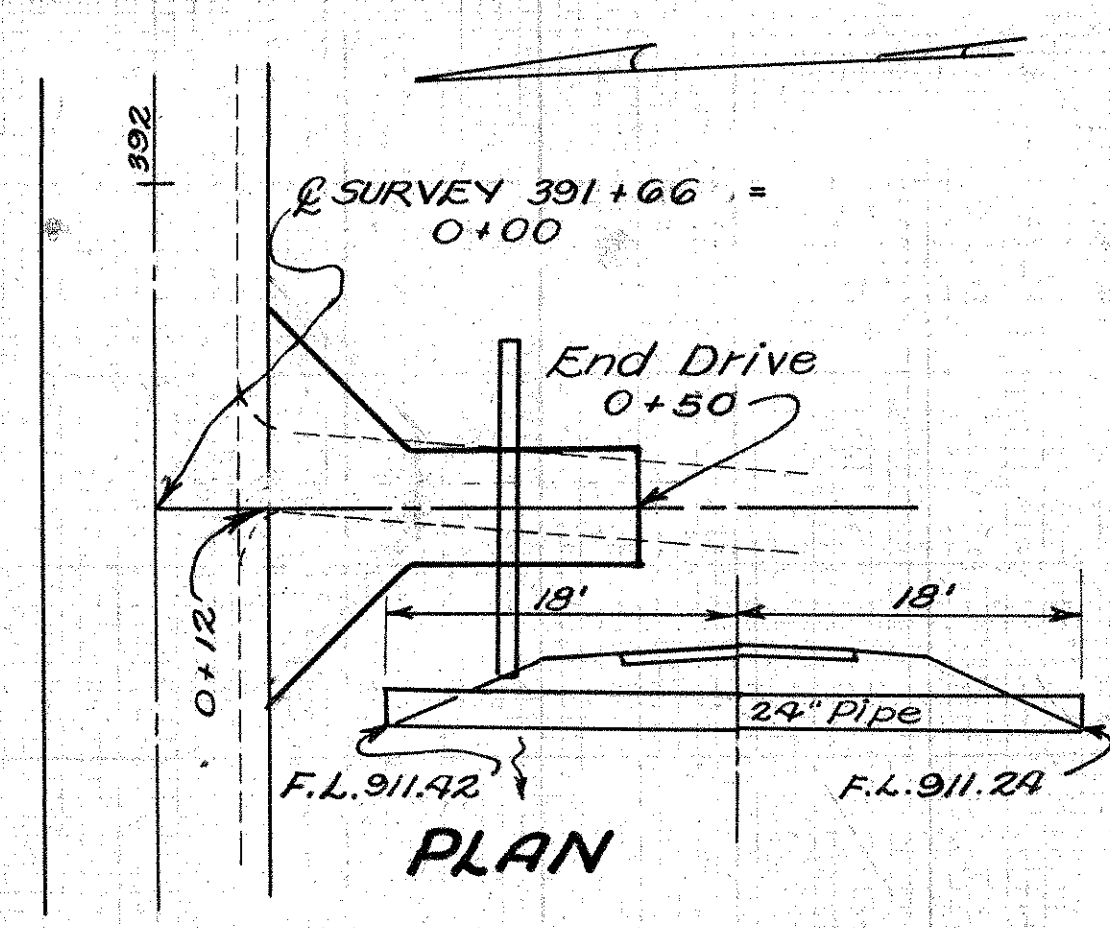 392
℄ SURVEY 391+66 =
0+00
End Drive
0+50
0+12
18'
18'
24" Pipe
F.L.911.42
F.L.911.24
PLAN